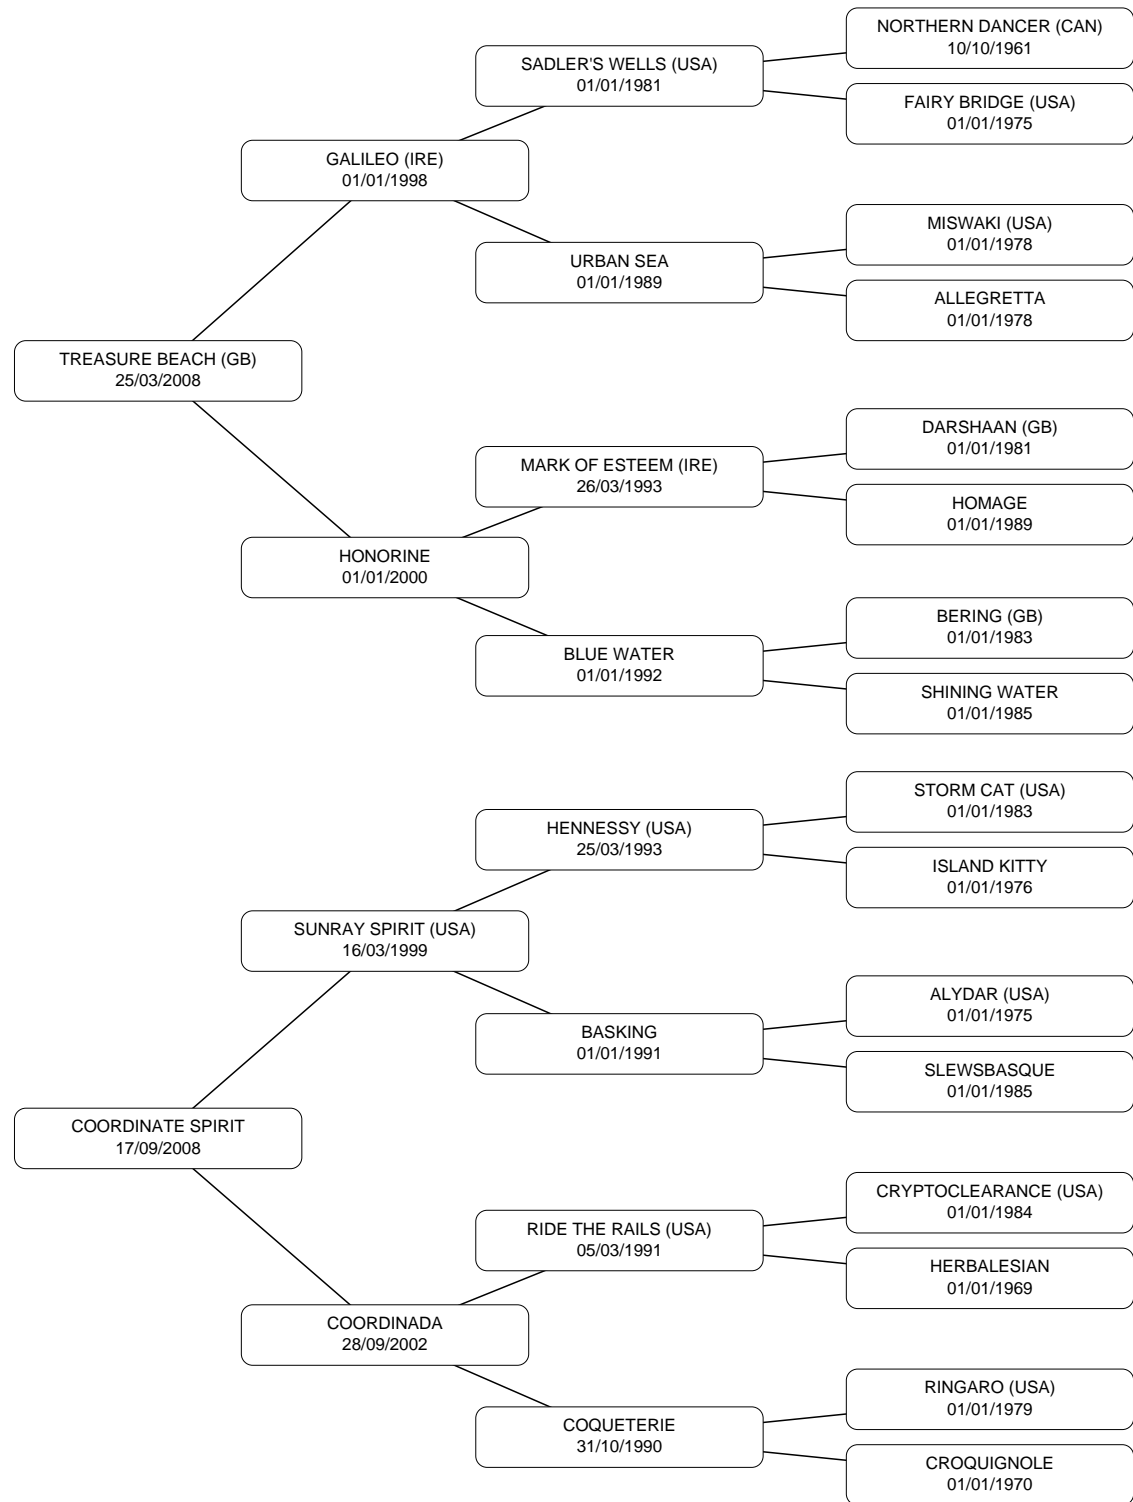 NORTHERN DANCER (CAN)
10/10/1961
SADLER'S WELLS (USA)
01/01/1981
FAIRY BRIDGE (USA)
01/01/1975
GALILEO (IRE)
01/01/1998
MISWAKI (USA)
01/01/1978
URBAN SEA
01/01/1989
ALLEGRETTA
01/01/1978
TREASURE BEACH (GB)
25/03/2008
DARSHAAN (GB)
01/01/1981
MARK OF ESTEEM (IRE)
26/03/1993
HOMAGE
01/01/1989
HONORINE
01/01/2000
BERING (GB)
01/01/1983
BLUE WATER
01/01/1992
SHINING WATER
01/01/1985
STORM CAT (USA)
01/01/1983
HENNESSY (USA)
25/03/1993
ISLAND KITTY
01/01/1976
SUNRAY SPIRIT (USA)
16/03/1999
ALYDAR (USA)
01/01/1975
BASKING
01/01/1991
SLEWSBASQUE
01/01/1985
COORDINATE SPIRIT
17/09/2008
CRYPTOCLEARANCE (USA)
01/01/1984
RIDE THE RAILS (USA)
05/03/1991
HERBALESIAN
01/01/1969
COORDINADA
28/09/2002
RINGARO (USA)
01/01/1979
COQUETERIE
31/10/1990
CROQUIGNOLE
01/01/1970